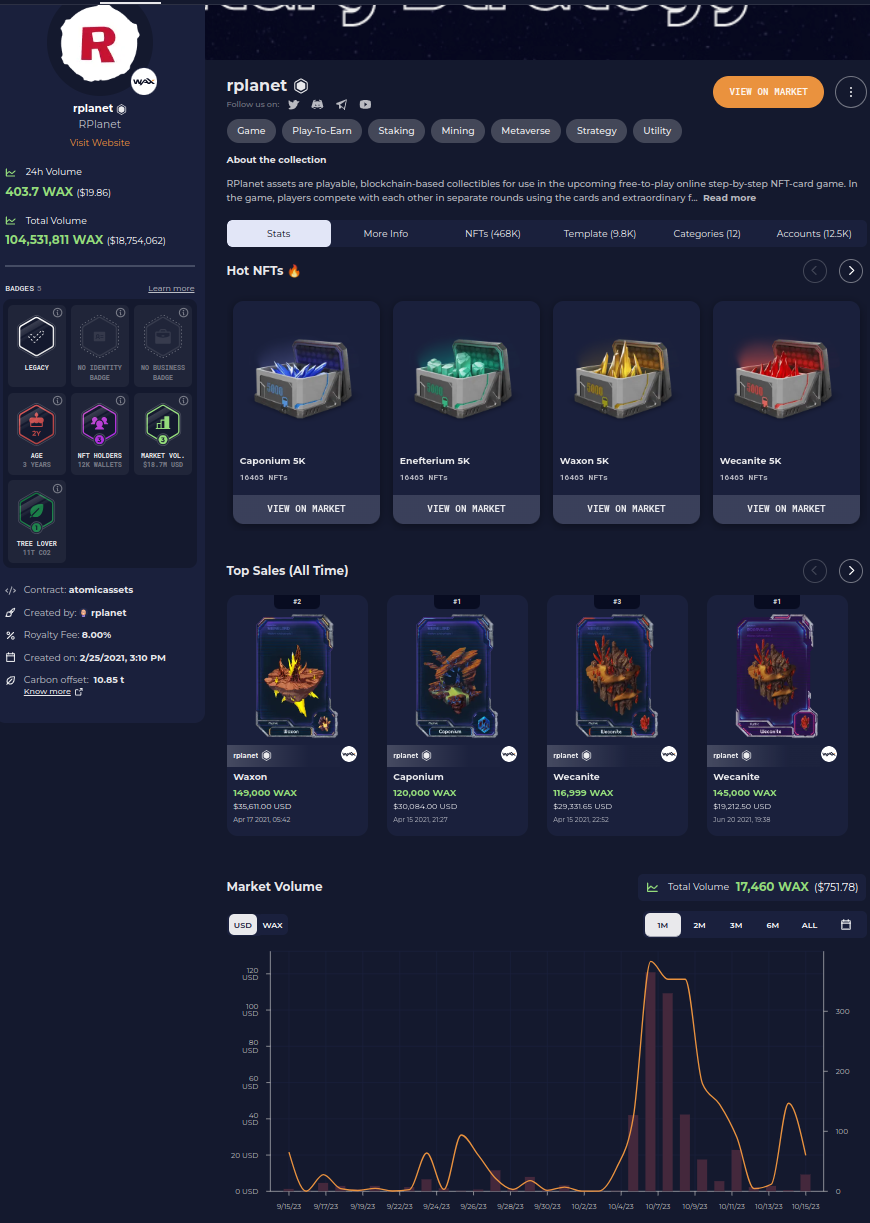 R
WAX
rplanet
RPlanet
Visit Website
24h Volume
403.7 WAX ($19.86)
Total Volume
104,531,811 WAX ($18,754,062)
BADGES 5
Learn more
LEGACY
NO IDENTITY
BADGE
NO BUSINESS
BADGE
2Y
AGE
3 YEARS
3
NFT HOLDERS
12K WALLETS
3
MARKET VOL.
$18.7M USD
1
TREE LOVER
11T CO2
Contract: atomicassets
Created by: rplanet
Royalty Fee: 8.00%
Created on: 2/25/2021, 3:10 PM
Carbon offset: 10.85 t
Know more
rplanet
Follow us on:
VIEW ON MARKET
Game
Play-To-Earn
Staking
Mining
Metaverse
Strategy
Utility
About the collection
RPlanet assets are playable, blockchain-based collectibles for use in the upcoming free-to-play online step-by-step NFT-card game. In
the game, players compete with each other in separate rounds using the cards and extraordinary f... Read more
Stats
More Info
NFTs (468K)
Template (9.8K)
Categories (12)
Accounts (12.5K)
Hot NFTs
5000
5000
5000
5000
Caponium 5K
16465 NFTs
VIEW ON MARKET
Enefterium 5K
16465 NFTs
VIEW ON MARKET
Waxon 5K
16465 NFTs
VIEW ON MARKET
Wecanite 5K
16465 NFTs
VIEW ON MARKET
Top Sales (All Time)
#2
Waxon
rplanet
WAX
Waxon
149,000 WAX
$35,611.00 USD
Apr 17 2021, 05:42
#1
Caponium
rplanet
WAX
Caponium
120,000 WAX
$30,084.00 USD
Apr 15 2021, 21:27
#3
Wecanite
rplanet
WAX
Wecanite
116,999 WAX
$29,331.65 USD
Apr 15 2021, 22:52
#1
Wecanite
rplanet
WAX
Wecanite
145,000 WAX
$19,212.50 USD
Jun 20 2021, 19:38
Market Volume
Total Volume 17,460 WAX ($751.78)
USD
WAX
1M
2M
3M
6M
ALL
120
USD
100
USD
80
USD
60
USD
40
USD
20 USD
0 USD
300
200
100
0
9/15/23
9/17/23
9/19/23
9/22/23
9/24/23
9/26/23
9/28/23
9/30/23
10/2/23
10/4/23
10/7/23
10/9/23
10/11/23
10/13/23
10/15/23